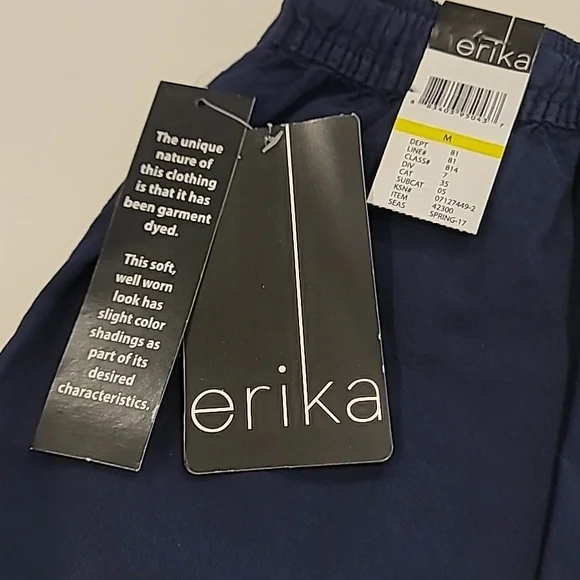 The unique
nature of
this clothing
is that it has
been garment
dyed.
This soft,
well worn
look has
slight color
shadings as
part of its
desired
characteristics.
erika
erika
M
DEPT 81
LINE# 81
CLASS# 814
DIV 7
CAT 35
SUBCAT 05
KSN# 07127449-2
ITEM 42300
SEAS SPRING-17